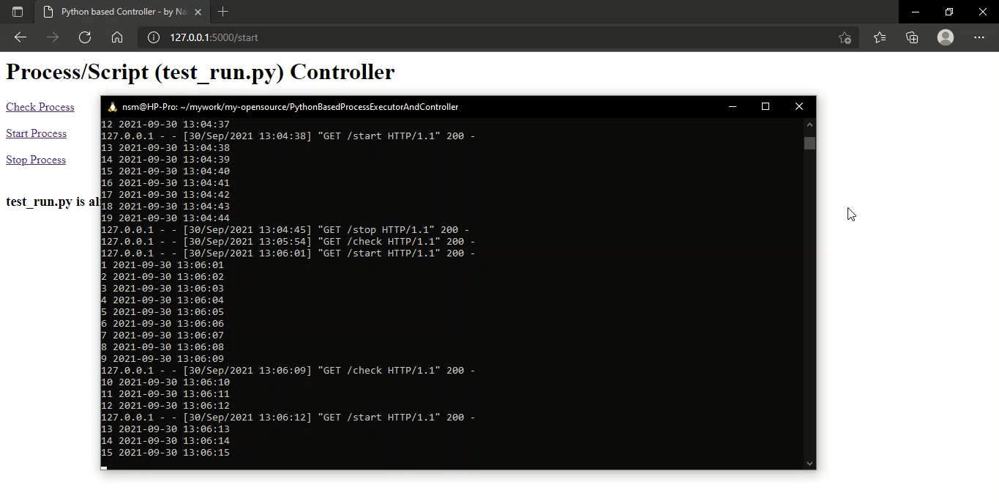 Python based Controller - by Na
127.0.0.1:5000/start
Process/Script (test_run.py) Controller
Check Process
Start Process
Stop Process
test_run.py is al
nsm@HP-Pro: ~/mywork/my-opensource/PythonBasedProcessExecutorAndController
12 2021-09-30 13:04:37
127.0.0.1 - - [30/Sep/2021 13:04:38] "GET /start HTTP/1.1" 200 -
13 2021-09-30 13:04:38
14 2021-09-30 13:04:39
15 2021-09-30 13:04:40
16 2021-09-30 13:04:41
17 2021-09-30 13:04:42
18 2021-09-30 13:04:43
19 2021-09-30 13:04:44
127.0.0.1 - - [30/Sep/2021 13:04:45] "GET /stop HTTP/1.1" 200 -
127.0.0.1 - - [30/Sep/2021 13:05:54] "GET /check HTTP/1.1" 200 -
127.0.0.1 - - [30/Sep/2021 13:06:01] "GET /start HTTP/1.1" 200 -
1 2021-09-30 13:06:01
2 2021-09-30 13:06:02
3 2021-09-30 13:06:03
4 2021-09-30 13:06:04
5 2021-09-30 13:06:05
6 2021-09-30 13:06:06
7 2021-09-30 13:06:07
8 2021-09-30 13:06:08
9 2021-09-30 13:06:09
127.0.0.1 - - [30/Sep/2021 13:06:09] "GET /check HTTP/1.1" 200 -
10 2021-09-30 13:06:10
11 2021-09-30 13:06:11
12 2021-09-30 13:06:12
127.0.0.1 - - [30/Sep/2021 13:06:12] "GET /start HTTP/1.1" 200 -
13 2021-09-30 13:06:13
14 2021-09-30 13:06:14
15 2021-09-30 13:06:15